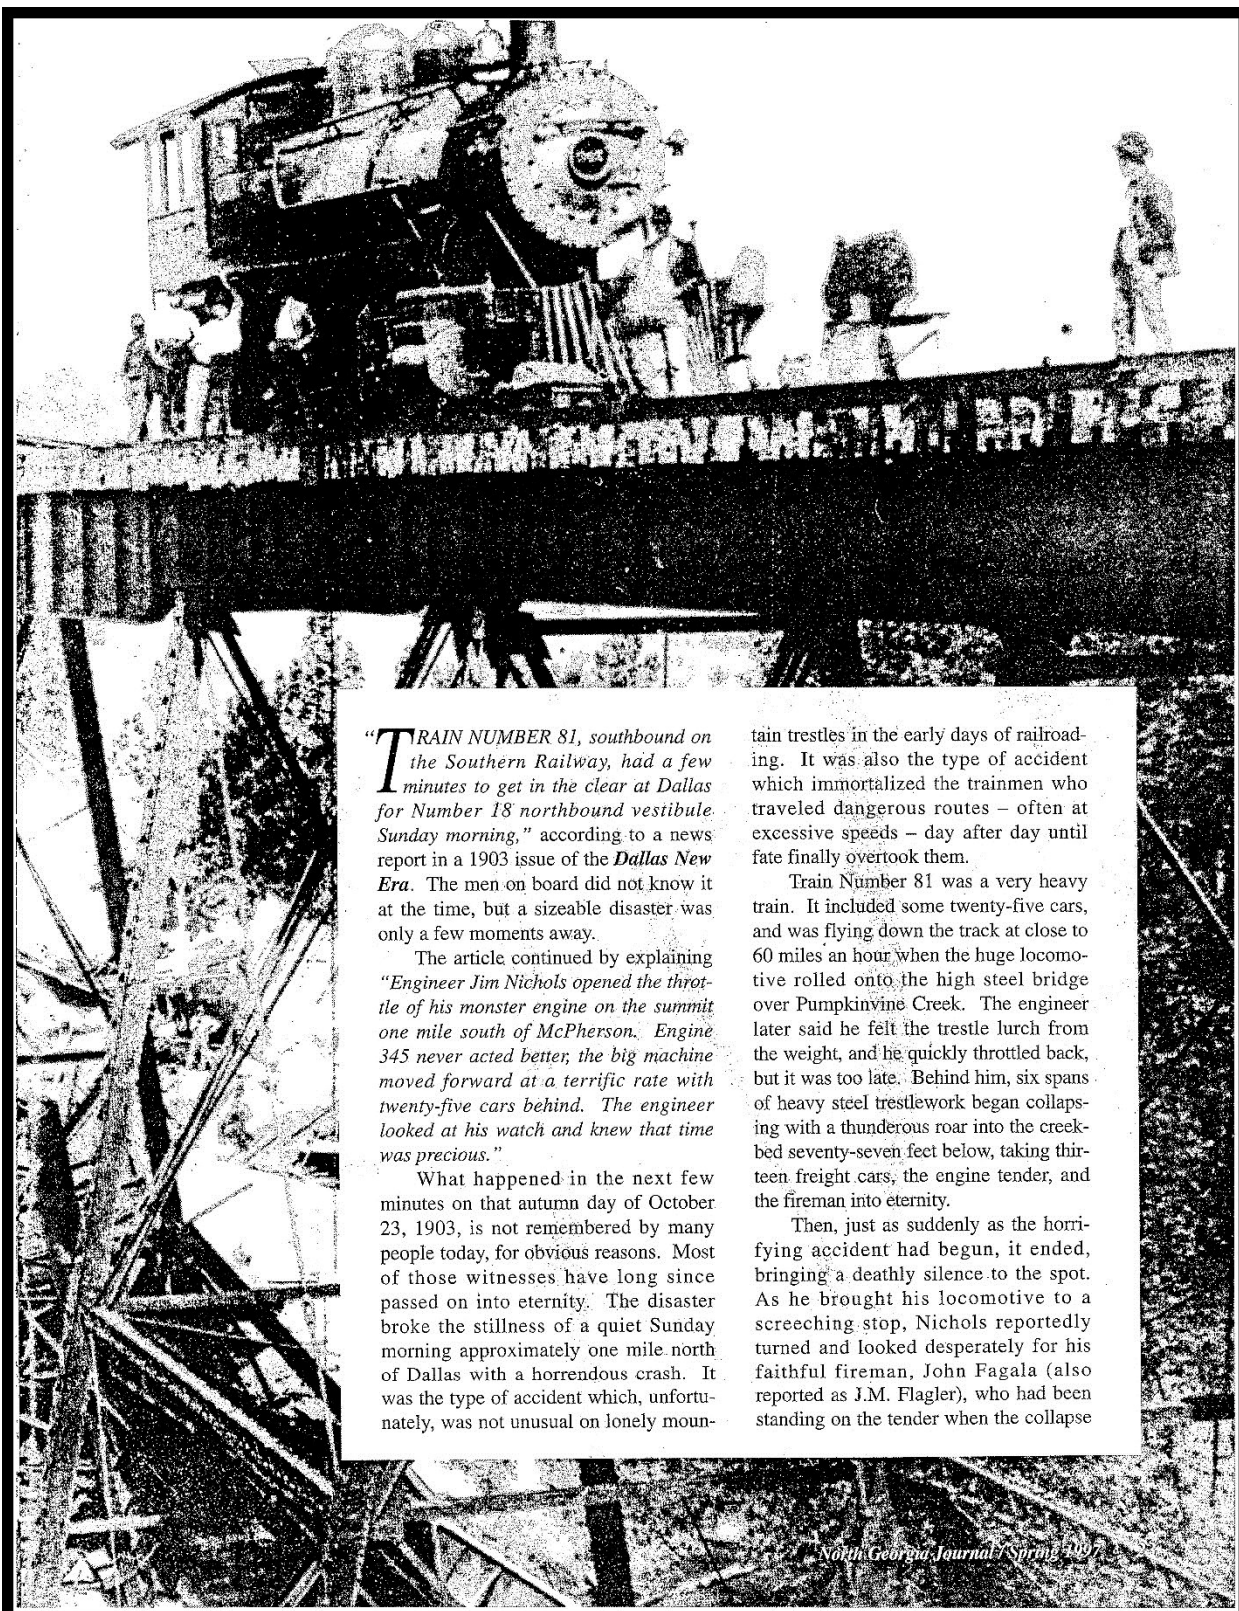 “TRAIN NUMBER 81, southbound on
the Southern Railway, had a few
minutes to get in the clear at Dallas
for Number 18 northbound vestibule
Sunday morning,” according to a news
report in a 1903 issue of the Dallas New
Era. The men on board did not know it
at the time, but a sizeable disaster was
only a few moments away.
The article continued by explaining
“Engineer Jim Nichols opened the throt-
tle of his monster engine on the summit
one mile south of McPherson. Engine
345 never acted better, the big machine
moved forward at a terrific rate with
twenty-five cars behind. The engineer
looked at his watch and knew that time
was precious.”
What happened in the next few
minutes on that autumn day of October
23, 1903, is not remembered by many
people today, for obvious reasons. Most
of those witnesses have long since
passed on into eternity. The disaster
broke the stillness of a quiet Sunday
morning approximately one mile north
of Dallas with a horrendous crash. It
was the type of accident which, unfortu-
nately, was not unusual on lonely moun-
tain trestles in the early days of railroad-
ing. It was also the type of accident
which immortalized the trainmen who
traveled dangerous routes – often at
excessive speeds – day after day until
fate finally overtook them.
Train Number 81 was a very heavy
train. It included some twenty-five cars,
and was flying down the track at close to
60 miles an hour when the huge locomo-
tive rolled onto the high steel bridge
over Pumpkinvine Creek. The engineer
later said he felt the trestle lurch from
the weight, and he quickly throttled back,
but it was too late. Behind him, six spans
of heavy steel trestlework began collaps-
ing with a thunderous roar into the creek-
bed seventy-seven feet below, taking thir-
teen freight cars, the engine tender, and
the fireman into eternity.
Then, just as suddenly as the horri-
fying accident had begun, it ended,
bringing a deathly silence to the spot.
As he brought his locomotive to a
screeching stop, Nichols reportedly
turned and looked desperately for his
faithful fireman, John Fagala (also
reported as J.M. Flagler), who had been
standing on the tender when the collapse
North Georgia Journal / Spring 1997